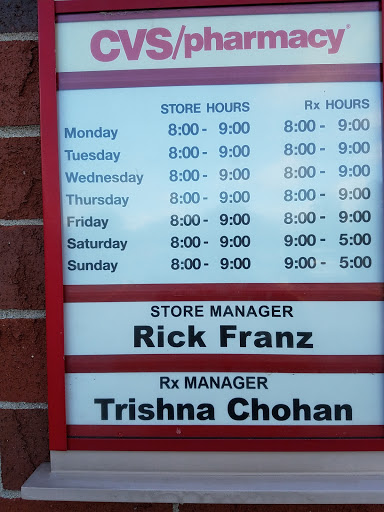 CVS/pharmacy®
STORE HOURS Rx HOURS
Monday 8:00 - 9:00 8:00 - 9:00
Tuesday 8:00 - 9:00 8:00 - 9:00
Wednesday 8:00 - 9:00 8:00 - 9:00
Thursday 8:00 - 9:00 8:00 - 9:00
Friday 8:00 - 9:00 8:00 - 9:00
Saturday 8:00 - 9:00 9:00 - 5:00
Sunday 8:00 - 9:00 9:00 - 5:00
STORE MANAGER
Rick Franz
Rx MANAGER
Trishna Chohan